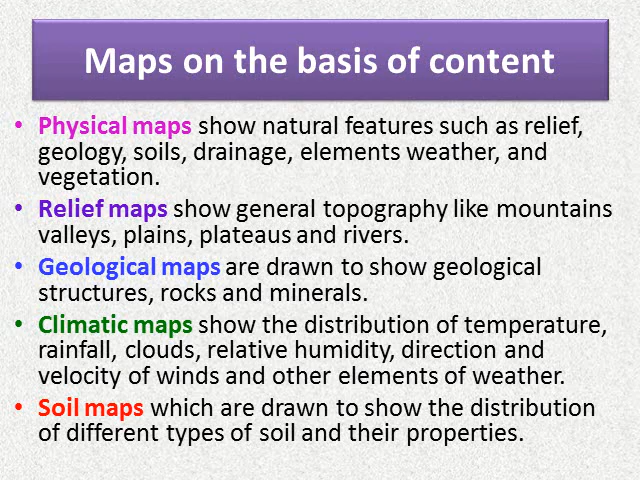 Maps on the basis of content
• Physical maps show natural features such as relief,
geology, soils, drainage, elements weather, and
vegetation.
• Relief maps show general topography like mountains
valleys, plains, plateaus and rivers.
• Geological maps are drawn to show geological
structures, rocks and minerals.
• Climatic maps show the distribution of temperature,
rainfall, clouds, relative humidity, direction and
velocity of winds and other elements of weather.
• Soil maps which are drawn to show the distribution
of different types of soil and their properties.